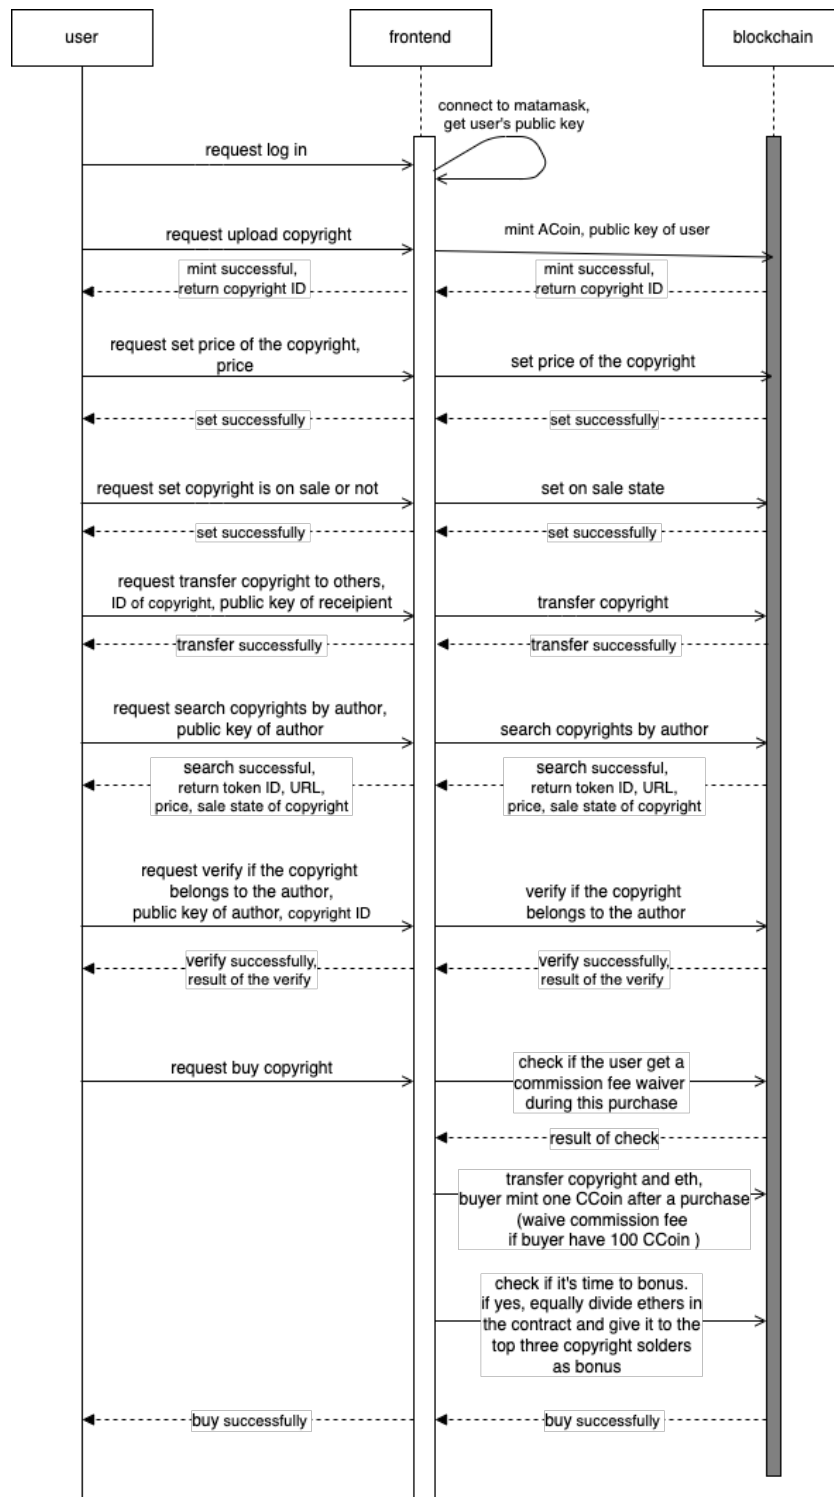 user
frontend
blockchain
connect to matamask,
get user's public key
request log in
request upload copyright
mint ACoin, public key of user
mint successful,
return copyright ID
mint successful,
return copyright ID
request set price of the copyright,
price
set price of the copyright
set successfully
set successfully
request set copyright is on sale or not
set on sale state
set successfully
set successfully
request transfer copyright to others,
ID of copyright, public key of receipient
transfer copyright
transfer successfully
transfer successfully
request search copyrights by author,
public key of author
search copyrights by author
search successful,
return token ID, URL,
price, sale state of copyright
search successful,
return token ID, URL,
price, sale state of copyright
request verify if the copyright
belongs to the author,
public key of author, copyright ID
verify if the copyright
belongs to the author
verify successfully,
result of the verify
verify successfully,
result of the verify
request buy copyright
check if the user get a
commission fee waiver
during this purchase
result of check
transfer copyright and eth,
buyer mint one CCoin after a purchase
(waive commission fee
if buyer have 100 CCoin )
check if it's time to bonus.
if yes, equally divide ethers in
the contract and give it to the
top three copyright solders
as bonus
buy successfully
buy successfully